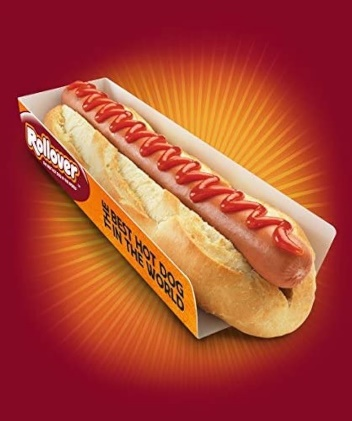 Rollover
THE BEST HOT DOG
IN THE WORLD